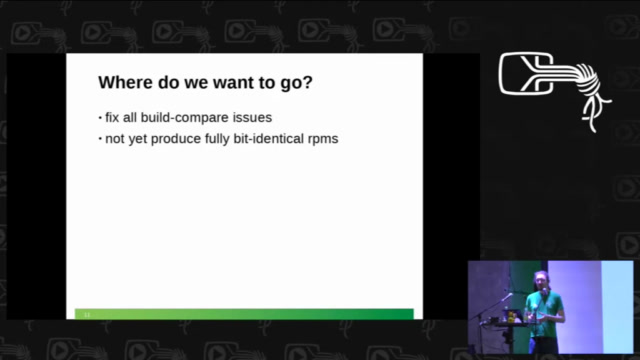 Where do we want to go?
• fix all build-compare issues
• not yet produce fully bit-identical rpms